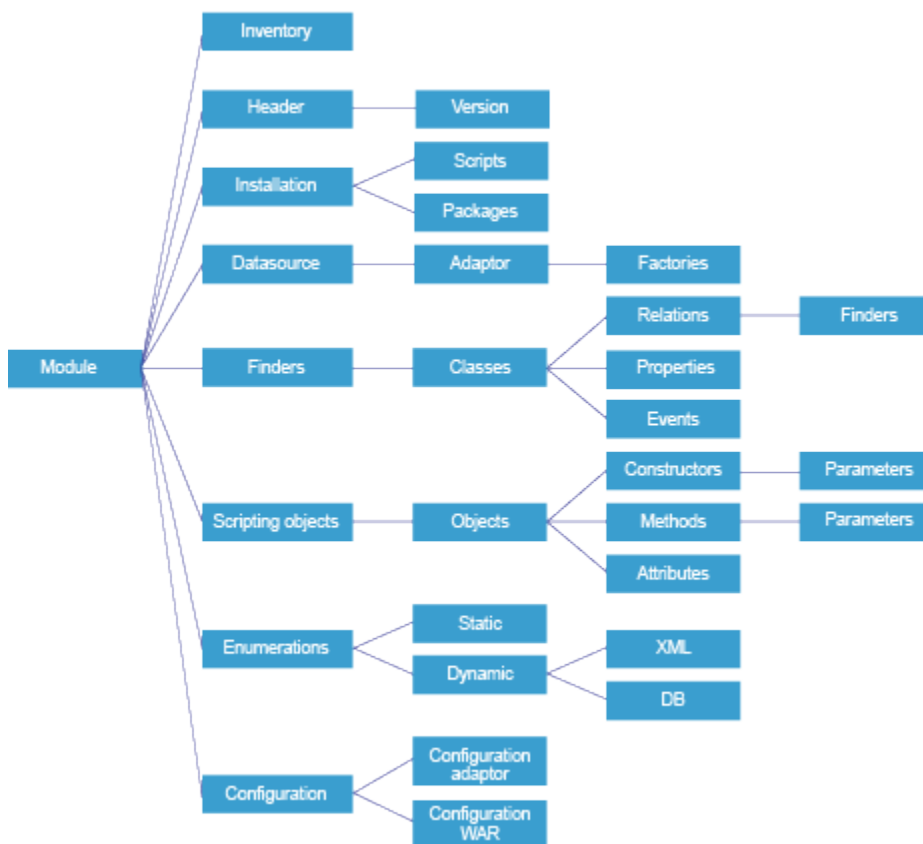 Inventory
Header
Version
Scripts
Installation
Packages
Datasource
Adaptor
Factories
Relations
Finders
Module
Finders
Classes
Properties
Events
Constructors
Parameters
Scripting objects
Objects
Methods
Parameters
Attributes
Static
Enumerations
XML
Dynamic
DB
Configuration
adaptor
Configuration
Configuration
WAR